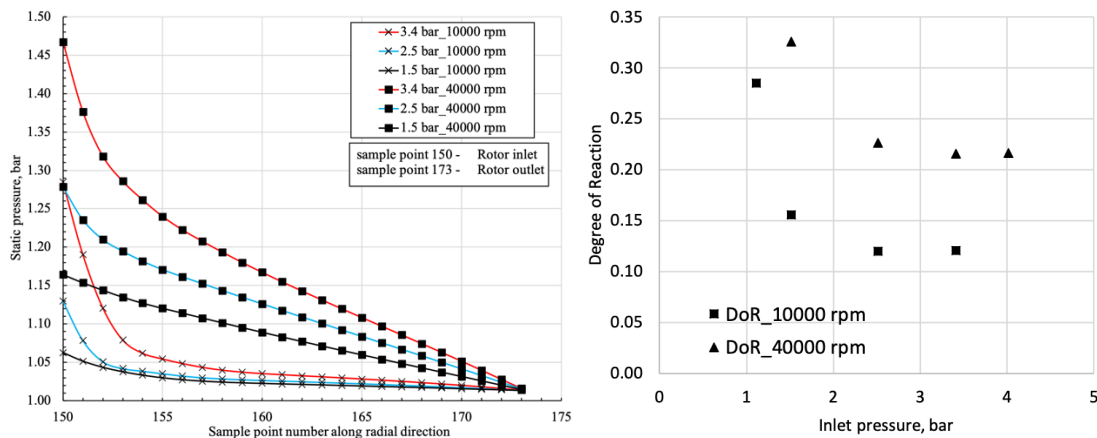 1.50
1.45
1.40
1.35
1.30
1.25
1.20
1.15
1.10
1.05
1.00
Static pressure, bar
3.4 bar_10000 rpm
2.5 bar_10000 rpm
1.5 bar_10000 rpm
3.4 bar_40000 rpm
2.5 bar_40000 rpm
1.5 bar_40000 rpm
sample point 150 - Rotor inlet
sample point 173 - Rotor outlet
150 155 160 165 170 175
Sample point number along radial direction
0.35
0.30
0.25
0.20
0.15
0.10
0.05
0.00
Degree of Reaction
DoR_10000 rpm
DoR_40000 rpm
0 1 2 3 4 5
Inlet pressure, bar